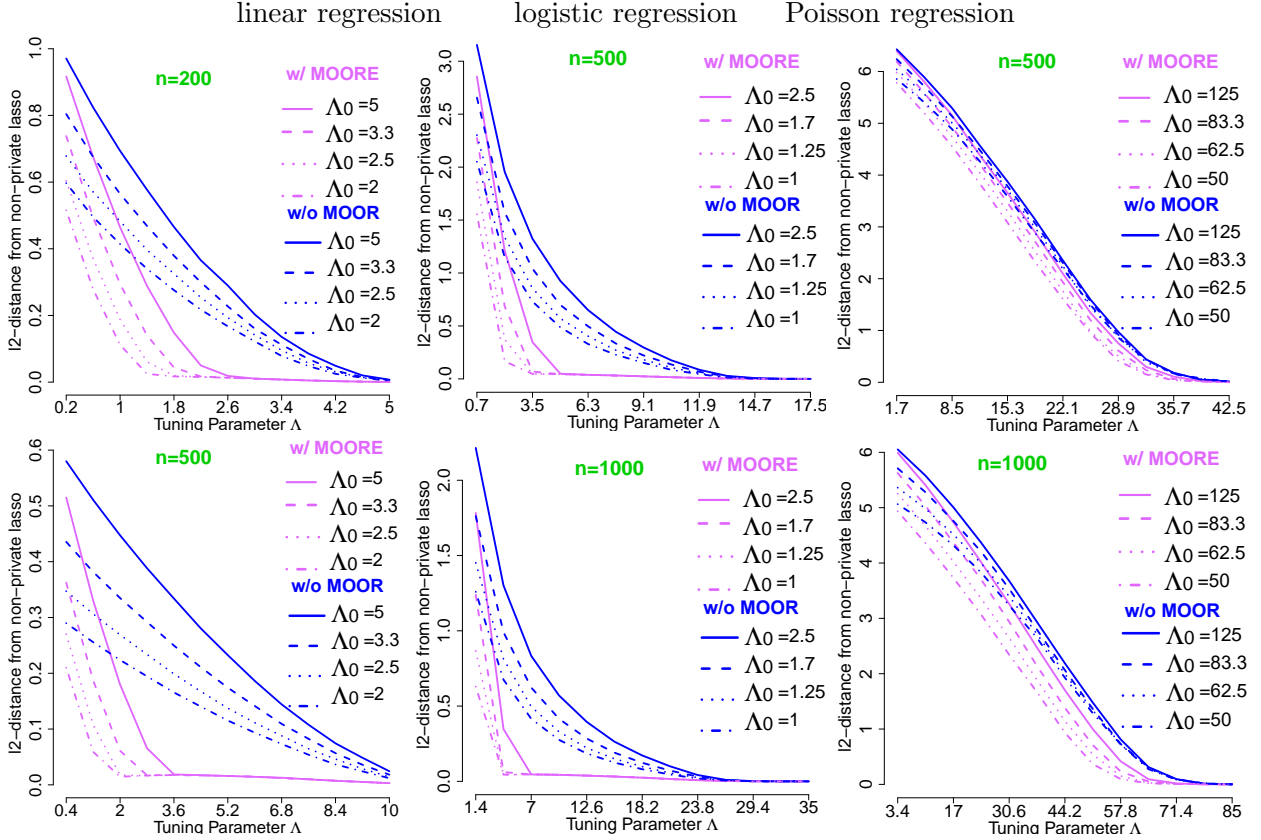 linear regression
logistic regression
Poisson regression
l2−distance from non−private lasso
0.0
0.2
0.4
0.6
0.8
1.0
n=200
w/ MOORE
Λ0 =5
Λ0 =3.3
Λ0 =2.5
Λ0 =2
w/o MOOR
Λ0 =5
Λ0 =3.3
Λ0 =2.5
Λ0 =2
0.2 1 1.8 2.6 3.4 4.2 5
Tuning Parameter Λ
l2−distance from non−private lasso
0.0
0.5
1.0
1.5
2.0
2.5
3.0
n=500
w/ MOORE
Λ0 =2.5
Λ0 =1.7
Λ0 =1.25
Λ0 =1
w/o MOOR
Λ0 =2.5
Λ0 =1.7
Λ0 =1.25
Λ0 =1
0.7 3.5 6.3 9.1 11.9 14.7 17.5
Tuning Parameter Λ
l2−distance from non−private lasso
0
1
2
3
4
5
6
n=500
w/ MOORE
Λ0 =125
Λ0 =83.3
Λ0 =62.5
Λ0 =50
w/o MOOR
Λ0 =125
Λ0 =83.3
Λ0 =62.5
Λ0 =50
1.7 8.5 15.3 22.1 28.9 35.7 42.5
Tuning Parameter Λ
l2−distance from non−private lasso
0.0
0.1
0.2
0.3
0.4
0.5
0.6
n=500
w/ MOORE
Λ0 =5
Λ0 =3.3
Λ0 =2.5
Λ0 =2
w/o MOOR
Λ0 =5
Λ0 =3.3
Λ0 =2.5
Λ0 =2
0.4 2 3.6 5.2 6.8 8.4 10
Tuning Parameter Λ
l2−distance from non−private lasso
0.0
0.5
1.0
1.5
2.0
n=1000
w/ MOORE
Λ0 =2.5
Λ0 =1.7
Λ0 =1.25
Λ0 =1
w/o MOOR
Λ0 =2.5
Λ0 =1.7
Λ0 =1.25
Λ0 =1
1.4 7 12.6 18.2 23.8 29.4 35
Tuning Parameter Λ
l2−distance from non−private lasso
0
1
2
3
4
5
6
n=1000
w/ MOORE
Λ0 =125
Λ0 =83.3
Λ0 =62.5
Λ0 =50
w/o MOOR
Λ0 =125
Λ0 =83.3
Λ0 =62.5
Λ0 =50
3.4 17 30.6 44.2 57.8 71.4 85
Tuning Parameter Λ